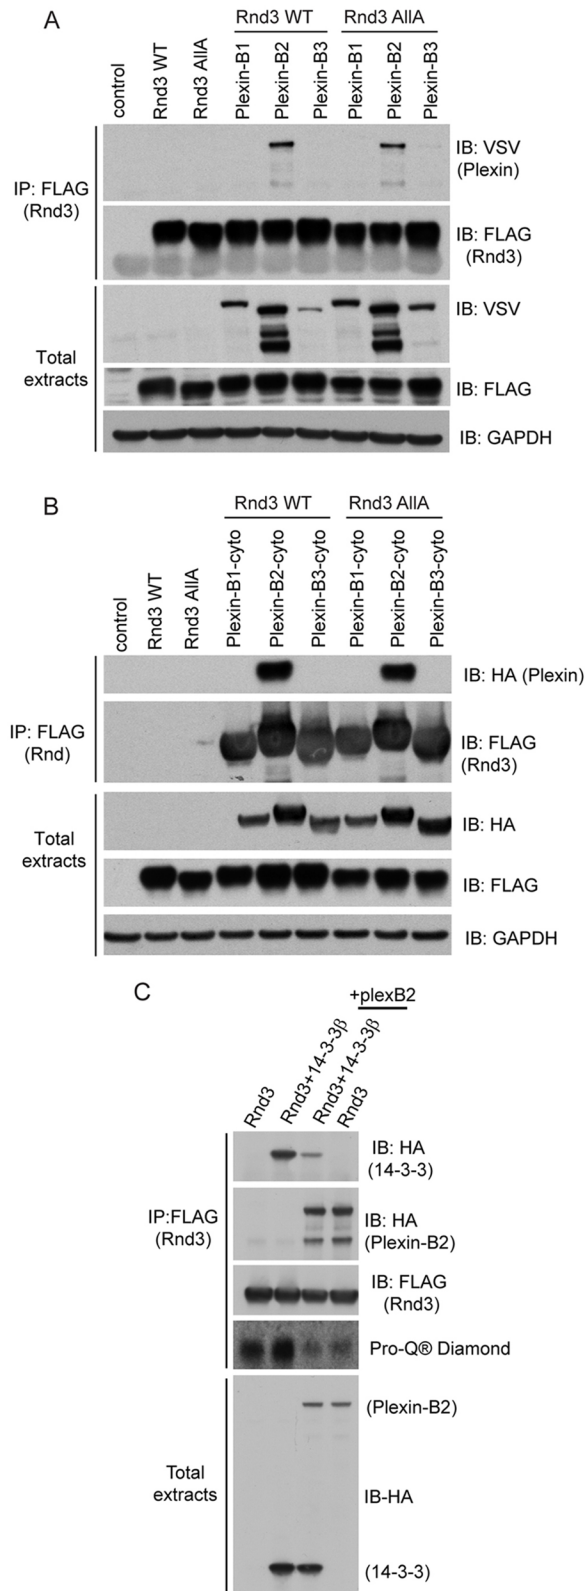 A
Rnd3 WT
Rnd3 AllA
control
Rnd3 WT
Rnd3 AllA
Plexin-B1
Plexin-B2
Plexin-B3
Plexin-B1
Plexin-B2
Plexin-B3
IP: FLAG
(Rnd3)
IB: VSV
(Plexin)
IB: FLAG
(Rnd3)
Total
extracts
IB: VSV
IB: FLAG
IB: GAPDH
B
Rnd3 WT
Rnd3 AllA
control
Rnd3 WT
Rnd3 AllA
Plexin-B1-cyto
Plexin-B2-cyto
Plexin-B3-cyto
Plexin-B1-cyto
Plexin-B2-cyto
Plexin-B3-cyto
IP: FLAG
(Rnd)
IB: HA (Plexin)
IB: FLAG
(Rnd3)
Total
extracts
IB: HA
IB: FLAG
IB: GAPDH
C
+plexB2
Rnd3
Rnd3+14-3-3β
Rnd3+14-3-3β
Rnd3
IP:FLAG
(Rnd3)
IB: HA
(14-3-3)
IB: HA
(Plexin-B2)
IB: FLAG
(Rnd3)
Pro-Q® Diamond
Total
extracts
(Plexin-B2)
IB-HA
(14-3-3)